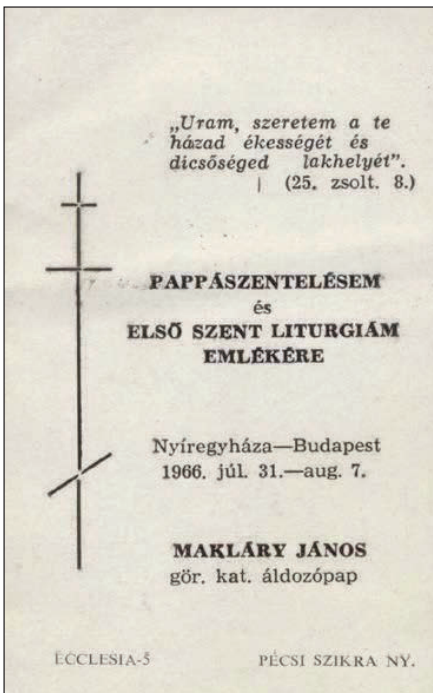 „Uram, szeretem a te
házad ékességét és
dicsőséged lakhelyét”.
(25. zsolt. 8.)
PAPPÁSZENTELÉSEM
és
ELSŐ SZENT LITURGIÁM
EMLÉKÉRE
Nyíregyháza—Budapest
1966. júl. 31.—aug. 7.
MAKLÁRY JÁNOS
gör. kat. áldozópap
ECCLESIA-5 PÉCSI SZIKRA NY.